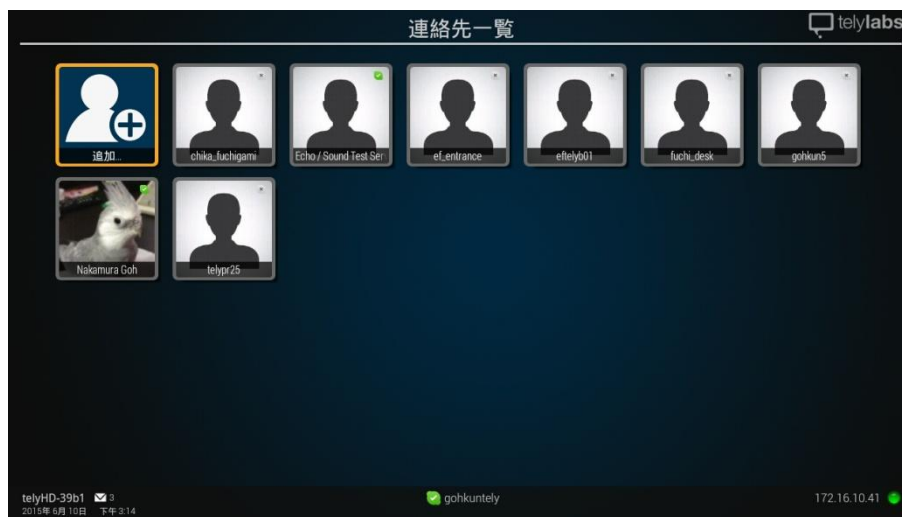 連絡先一覧
telylabs
追加...
chika_fuchigami
Echo / Sound Test Ser
ef_entrance
eftelyb01
fuchi_desk
gohkun5
Nakamura Goh
telypr25
telyHD-39b1 3
2015年 6月 10日 下午 3:14
gohkuntely
172.16.10.41